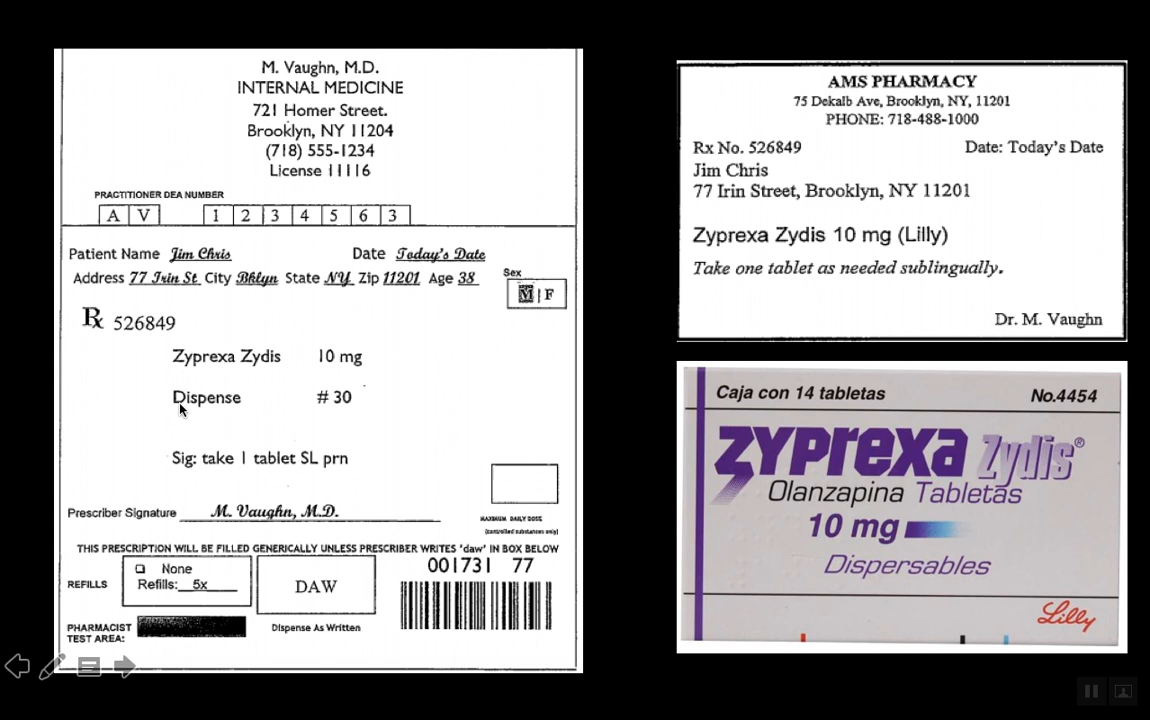 M. Vaughn, M.D.
INTERNAL MEDICINE
721 Homer Street.
Brooklyn, NY 11204
(718) 555-1234
License 11116
PRACTITIONER DEA NUMBER
A V 1 2 3 4 5 6 3
Patient Name Jim Chris Date Today's Date
Address 77 Irin St City Bklyn State NY Zip 11201 Age 38
Sex
M F
Rx 526849
Zyprexa Zydis 10 mg
Dispense # 30
Sig: take 1 tablet SL prn
Prescriber Signature M. Vaughn, M.D.
MAXIMUM DAILY DOSE
(controlled substances only)
THIS PRESCRIPTION WILL BE FILLED GENERICALLY UNLESS PRESCRIBER WRITES 'daw' IN BOX BELOW
REFILLS
None
Refills: 5x
DAW
001731 77
PHARMACIST
TEST AREA:
Dispense As Written
AMS PHARMACY
75 Dekalb Ave, Brooklyn, NY, 11201
PHONE: 718-488-1000
Rx No. 526849 Date: Today's Date
Jim Chris
77 Irin Street, Brooklyn, NY 11201
Zyprexa Zydis 10 mg (Lilly)
Take one tablet as needed sublingually.
Dr. M. Vaughn
Caja con 14 tabletas No.4454
zyprexa Zydis®
Olanzapina Tabletas
10 mg
Dispersables
Lilly